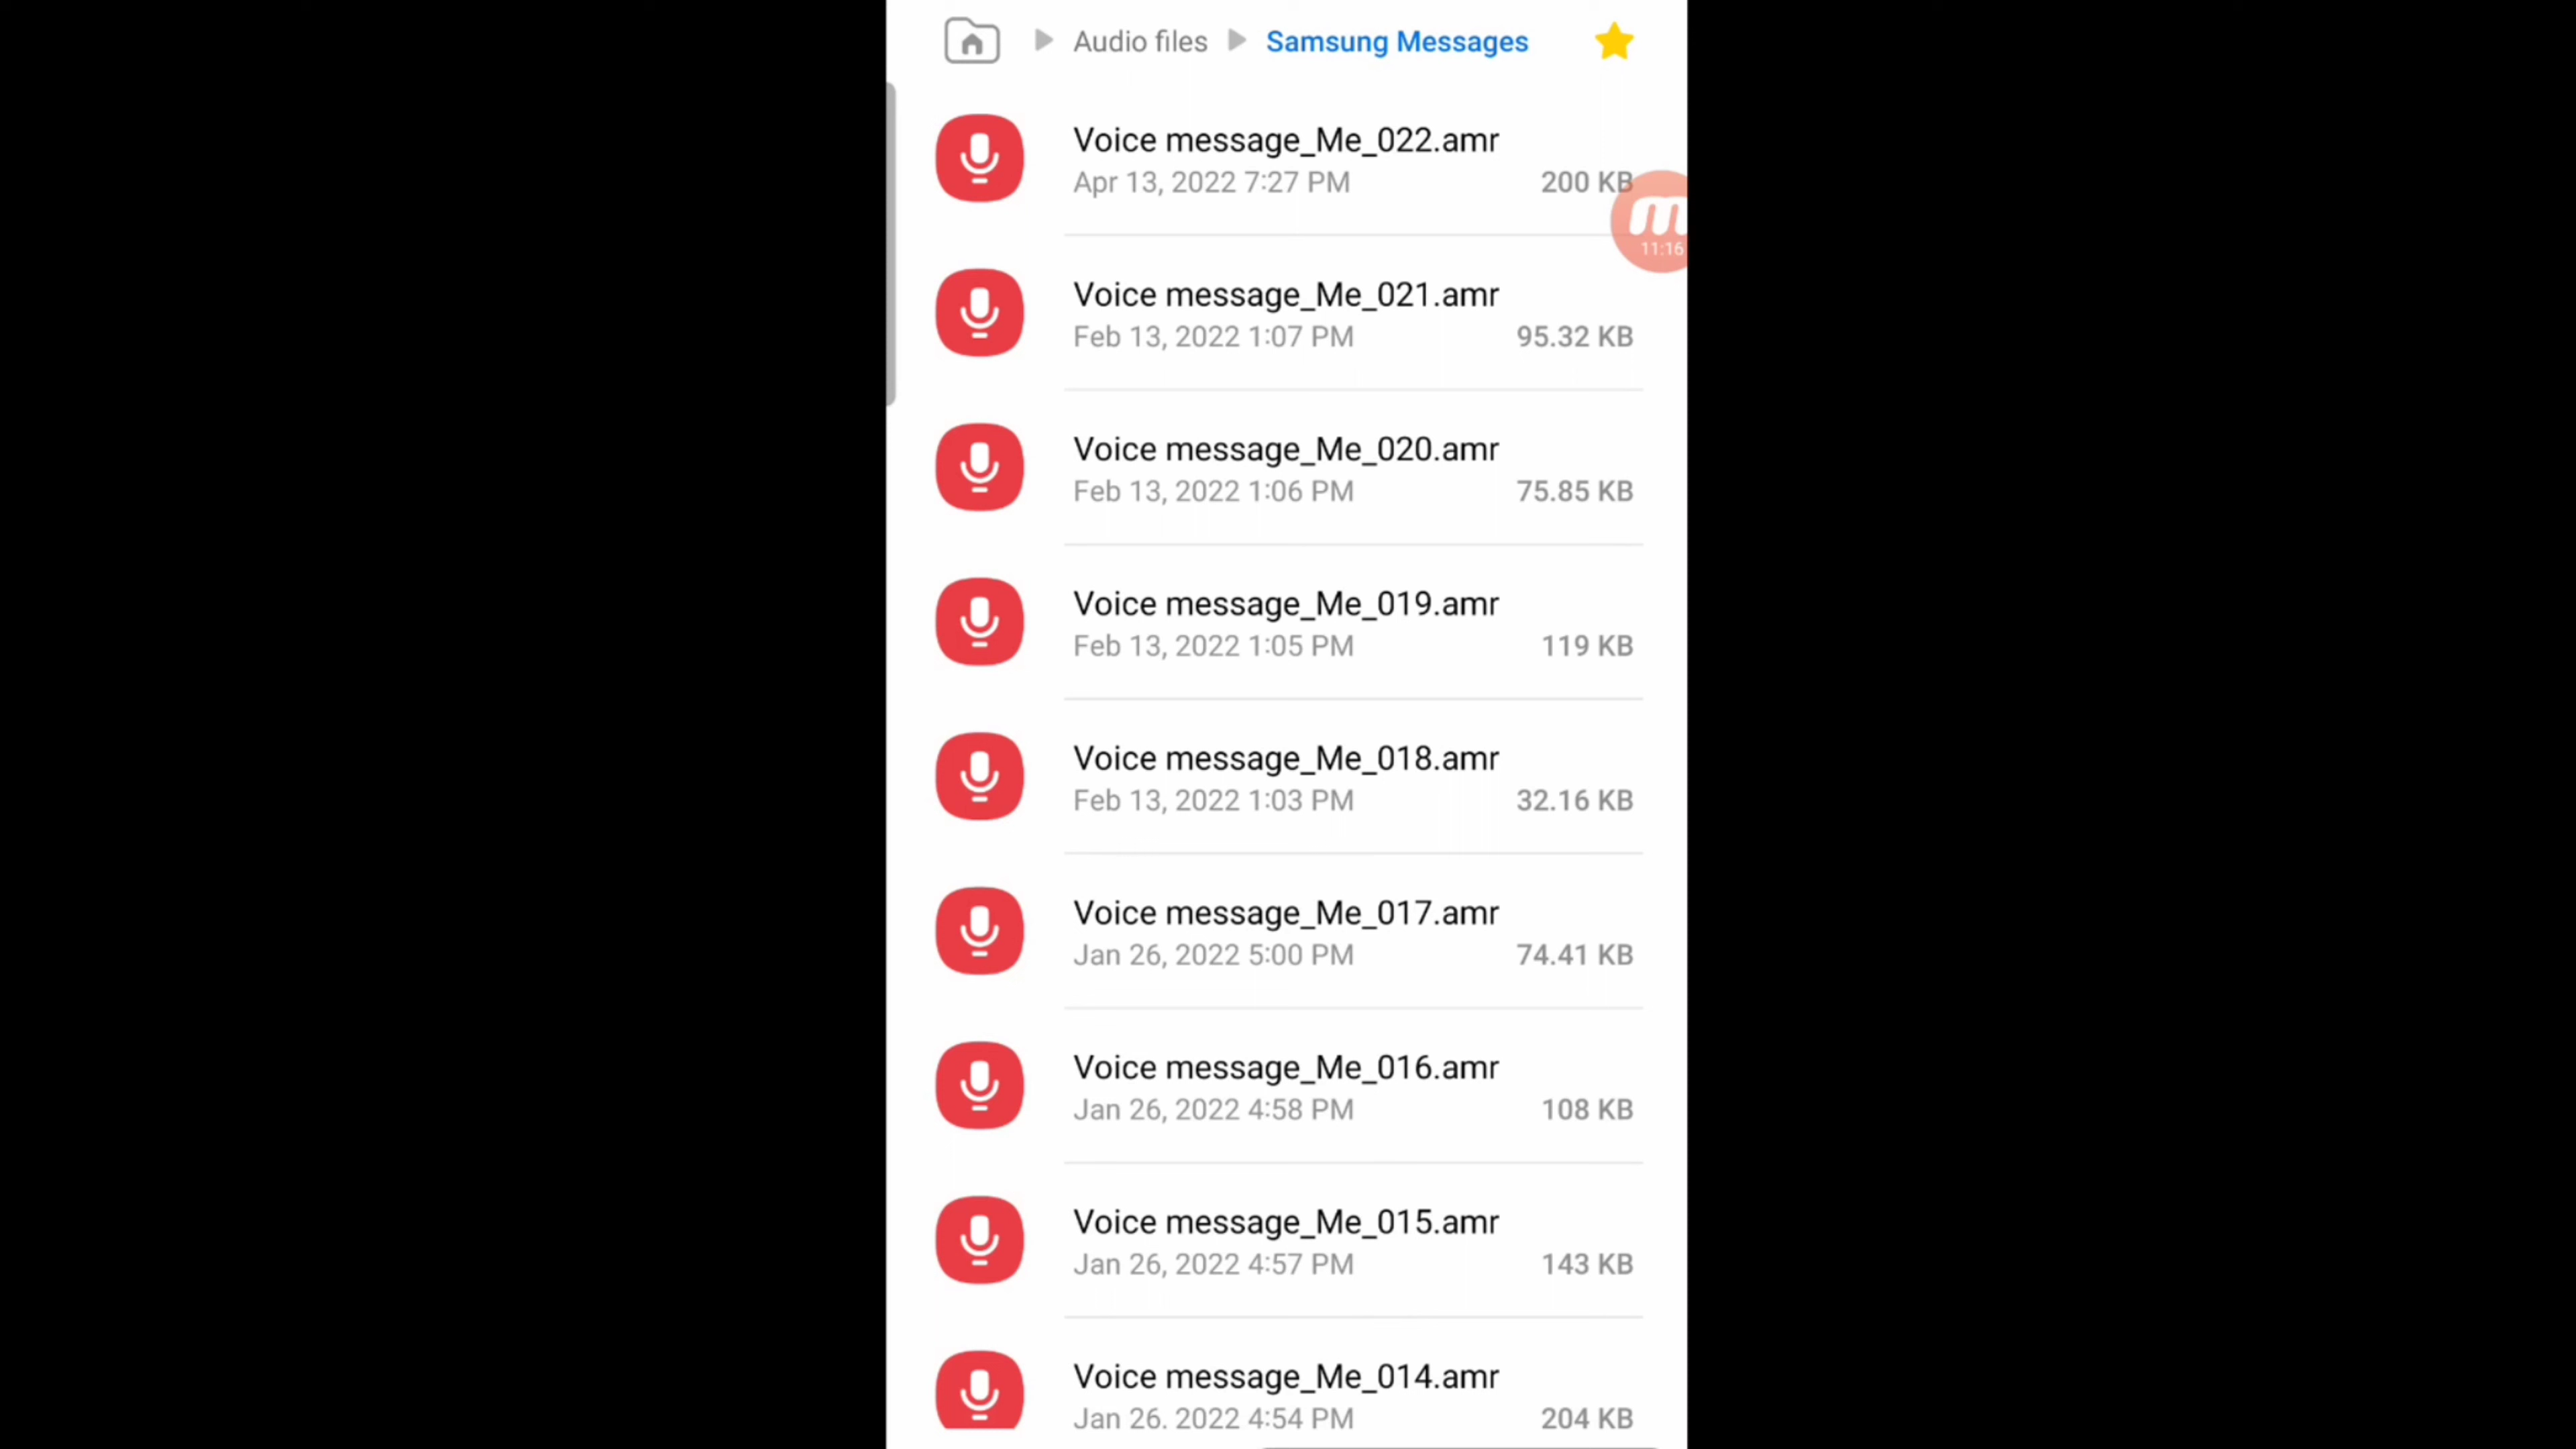 Audio files Samsung Messages
Voice message_Me_022.amr
Apr 13, 2022 7:27 PM 200 KB
m
11:16
Voice message_Me_021.amr
Feb 13, 2022 1:07 PM 95.32 KB
Voice message_Me_020.amr
Feb 13, 2022 1:06 PM 75.85 KB
Voice message_Me_019.amr
Feb 13, 2022 1:05 PM 119 KB
Voice message_Me_018.amr
Feb 13, 2022 1:03 PM 32.16 KB
Voice message_Me_017.amr
Jan 26, 2022 5:00 PM 74.41 KB
Voice message_Me_016.amr
Jan 26, 2022 4:58 PM 108 KB
Voice message_Me_015.amr
Jan 26, 2022 4:57 PM 143 KB
Voice message_Me_014.amr
Jan 26. 2022 4:54 PM 204 KB